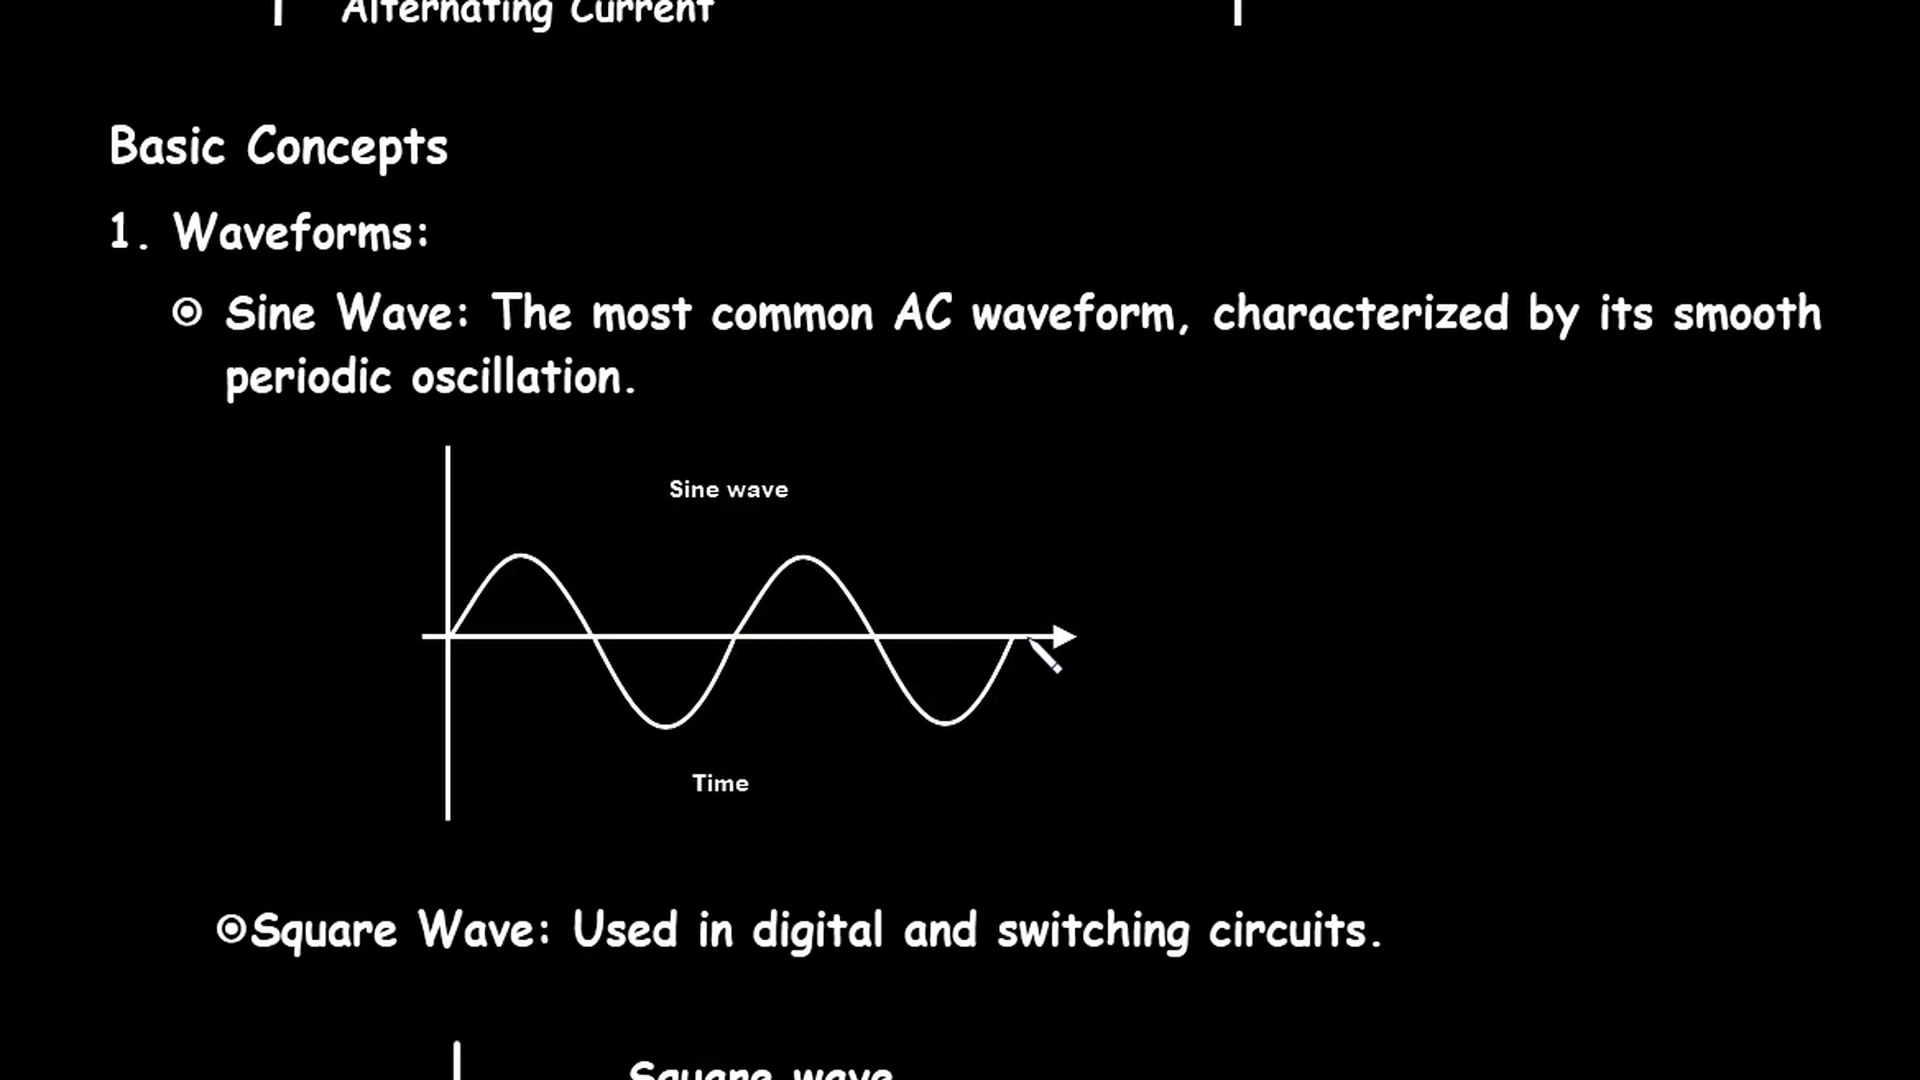 Alternating Current
Basic Concepts
1. Waveforms:
Sine Wave: The most common AC waveform, characterized by its smooth
periodic oscillation.
Sine wave
Time
Square Wave: Used in digital and switching circuits.
Square wave